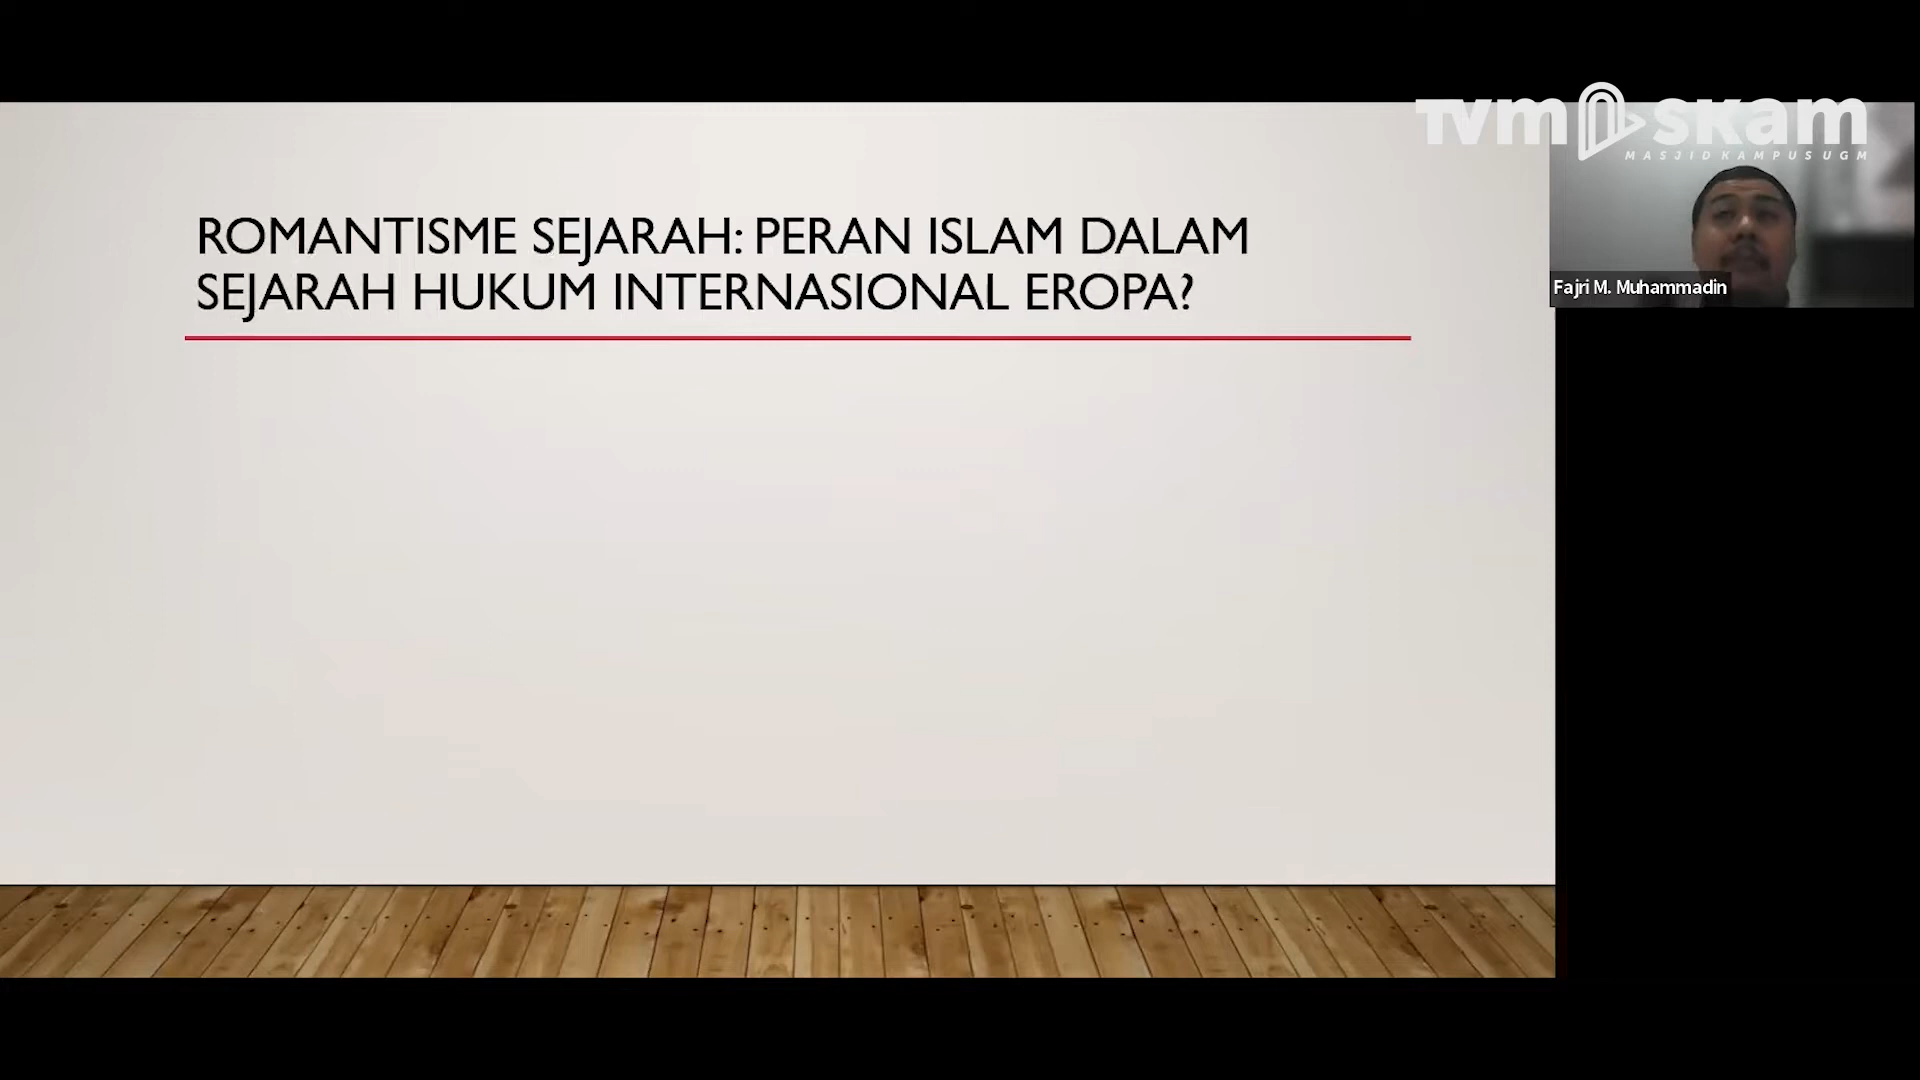 ROMANTISME SEJARAH: PERAN ISLAM DALAM
SEJARAH HUKUM INTERNASIONAL EROPA?
TVM SKAM
MASJID KAMPUS UGM
Fajri M. Muhammadin